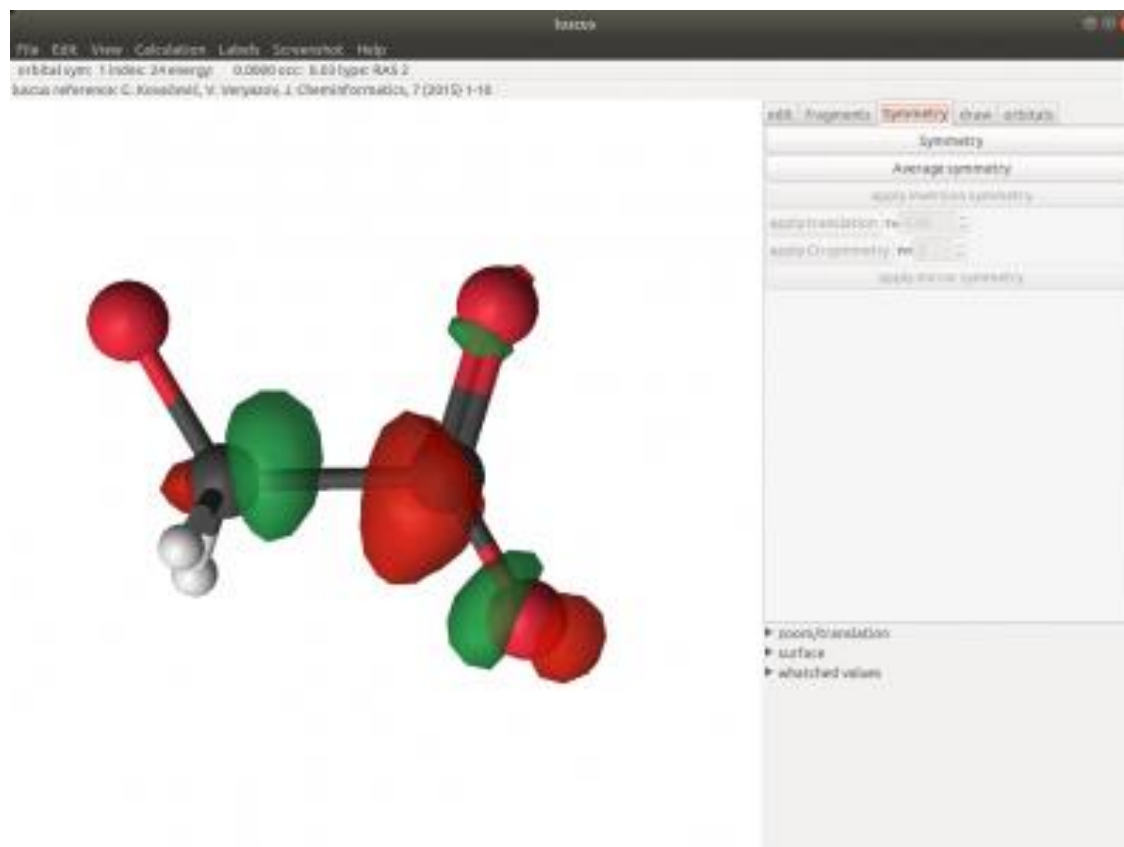 luscus
File Edit View Calculation Labels Screenshot Help
orbital sym: 1 index: 24 energy: 0.0000 occ: 0.03 type: RAS 2
luscus reference: G. Kovačević, V. Veryazov, J. Cheminformatics, 7 (2015) 1-10
edit fragments Symmetry draw orbitals
Symmetry
Average symmetry
apply inversion symmetry
apply translation
apply Cn symmetry
apply mirror symmetry
zoom/translation
surface
whatched values